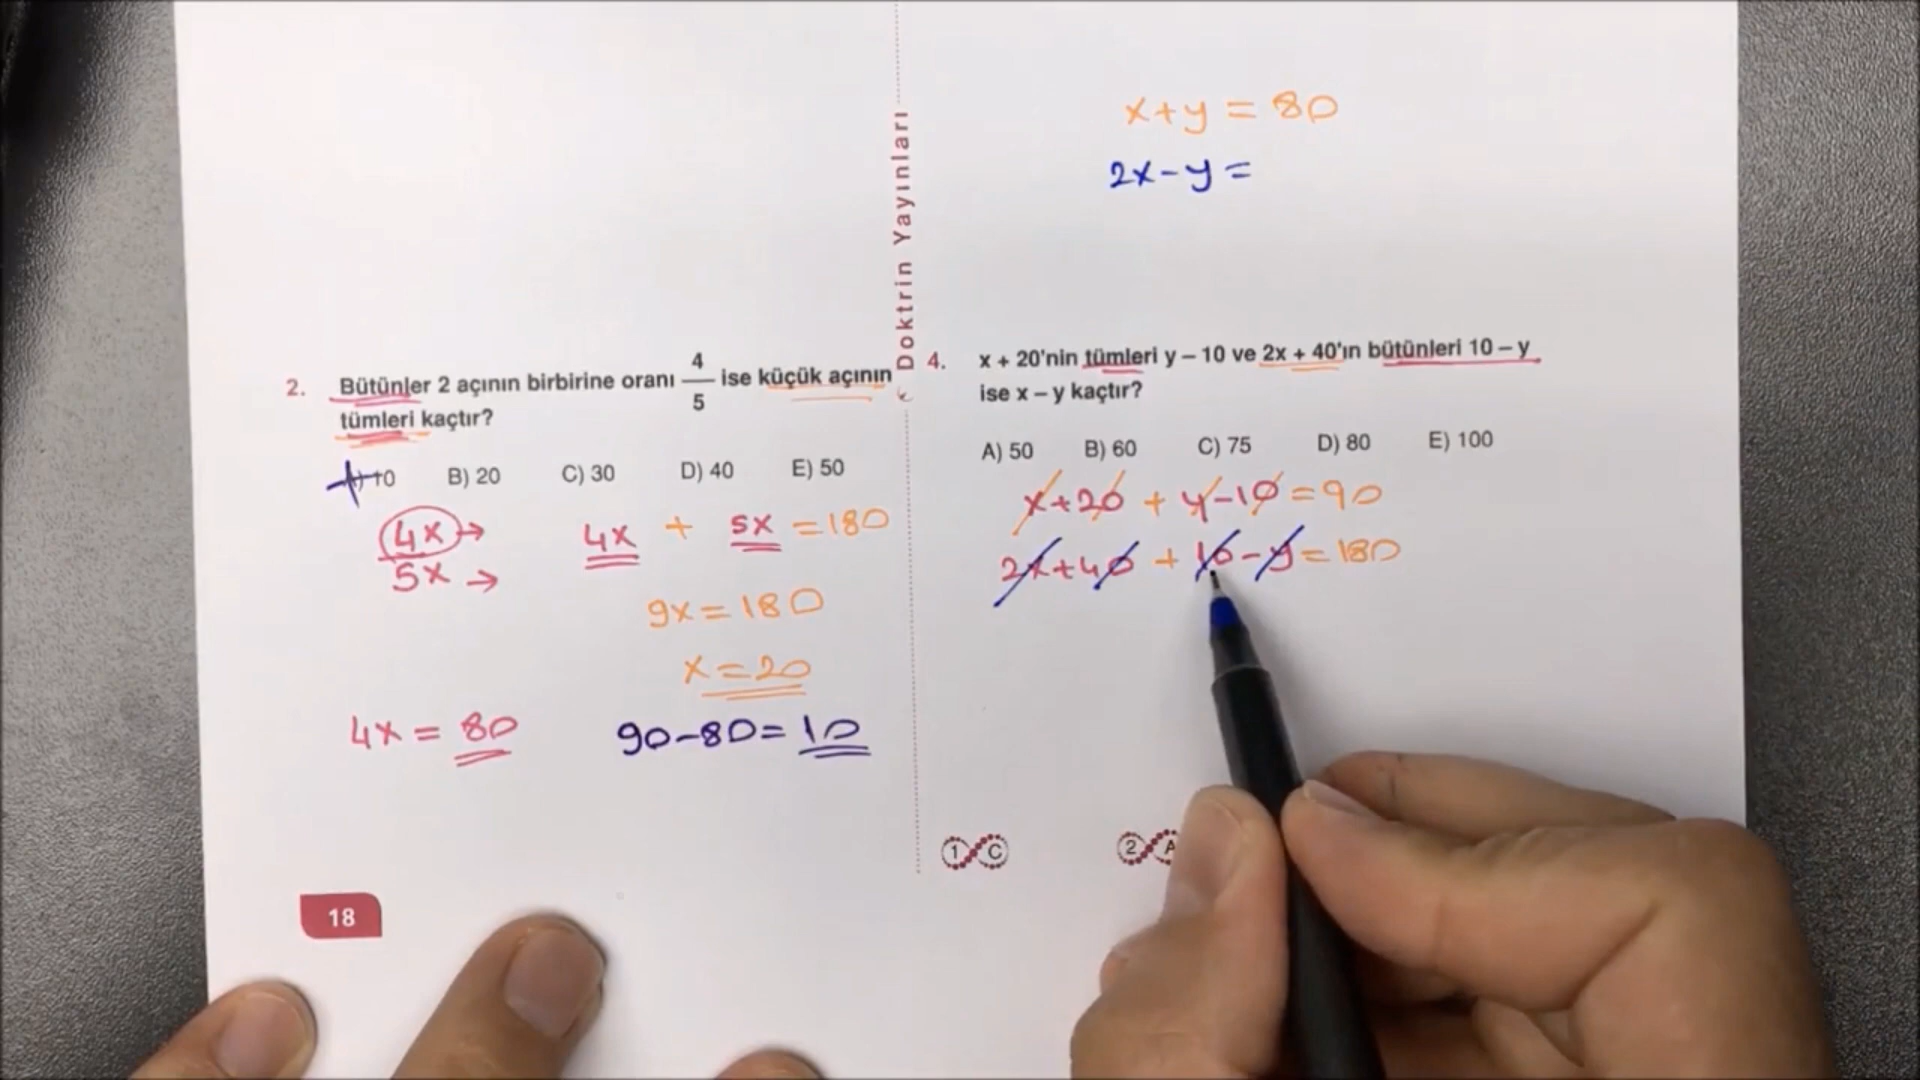 Doktrin Yayınları
2. Bütünler 2 açının birbirine oranı 4/5 ise küçük açının
tümleri kaçtır?
A) 10 B) 20 C) 30 D) 40 E) 50
4x → 4x + 5x = 180
5x →
9x = 180
x = 20
4x = 80 90-80 = 10
18
x+y = 80
2x-y =
4. x + 20'nin tümleri y – 10 ve 2x + 40'ın bütünleri 10 – y
ise x – y kaçtır?
A) 50 B) 60 C) 75 D) 80 E) 100
x+20 + y-10 = 90
2x+40 + 10-y = 180
1 C 2 A